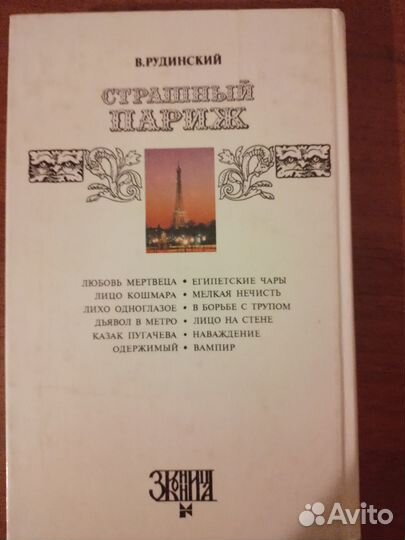 В.РУДИНСКИЙ
СТРАШНЫЙ
ПАРИЖ
ЛЮБОВЬ МЕРТВЕЦА • ЕГИПЕТСКИЕ ЧАРЫ
ЛИЦО КОШМАРА • МЕЛКАЯ НЕЧИСТЬ
ЛИХО ОДНОГЛАЗОЕ • В БОРЬБЕ С ТРУПОМ
ДЬЯВОЛ В МЕТРО • ЛИЦО НА СТЕНЕ
КАЗАК ПУГАЧЕВА • НАВАЖДЕНИЕ
ОДЕРЖИМЫЙ • ВАМПИР
Avito